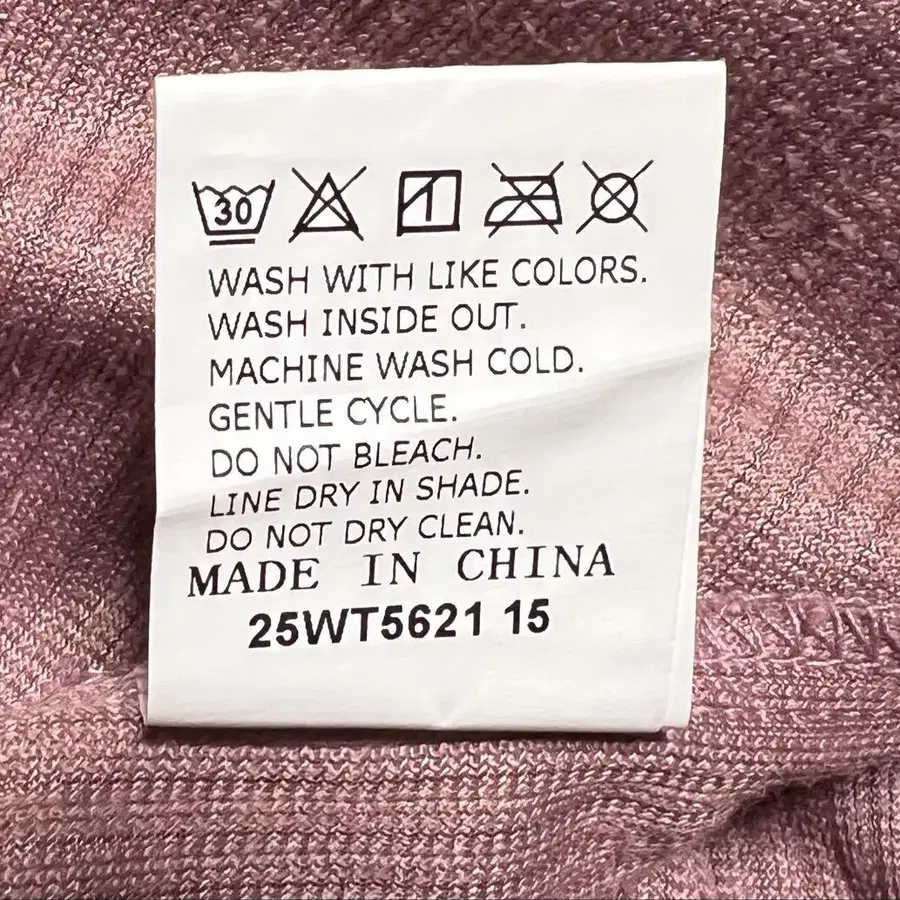 30
WASH WITH LIKE COLORS.
WASH INSIDE OUT.
MACHINE WASH COLD.
GENTLE CYCLE.
DO NOT BLEACH.
LINE DRY IN SHADE.
DO NOT DRY CLEAN.
MADE IN CHINA
25WT5621 15